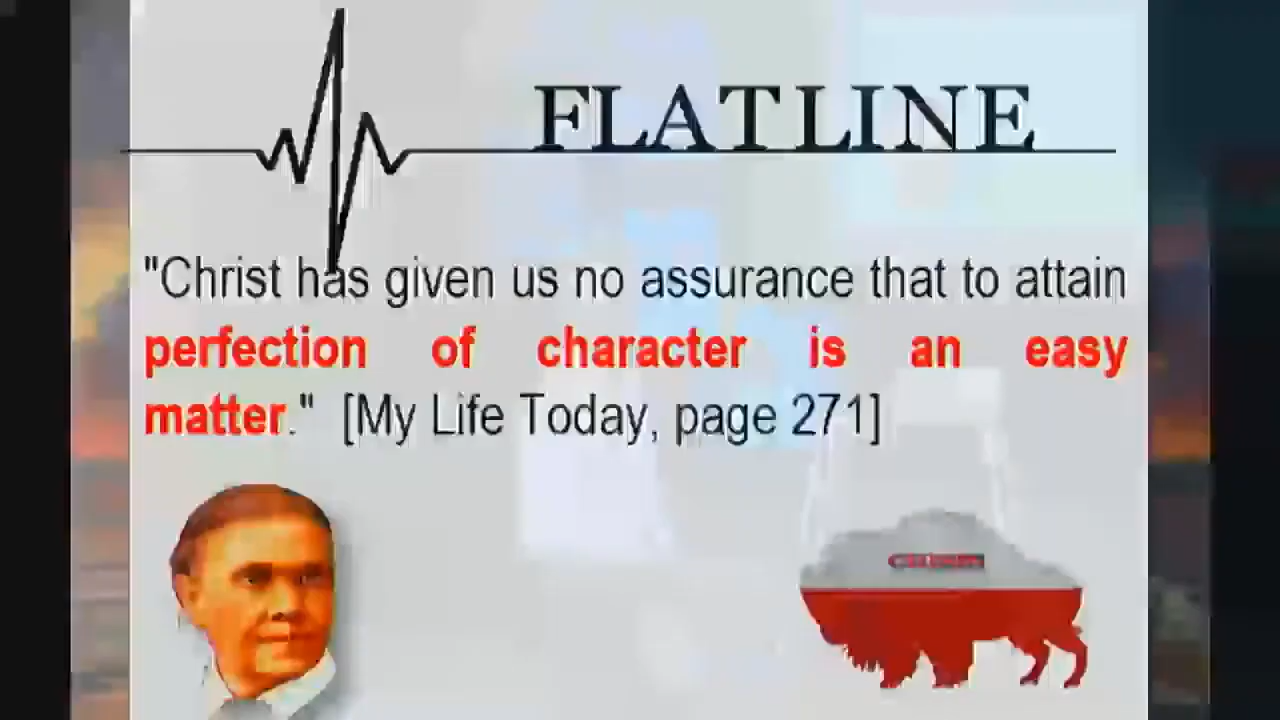 FLATLINE
"Christ has given us no assurance that to attain
perfection of character is an easy
matter." [My Life Today, page 271]